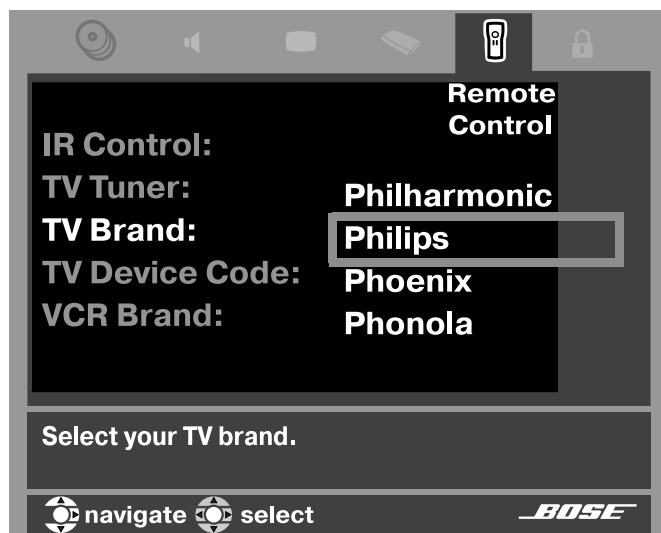 Remote
Control
IR Control:
TV Tuner:
Philharmonic
TV Brand:
Philips
TV Device Code:
Phoenix
VCR Brand:
Phonola
Select your TV brand.
navigate select
BOSE